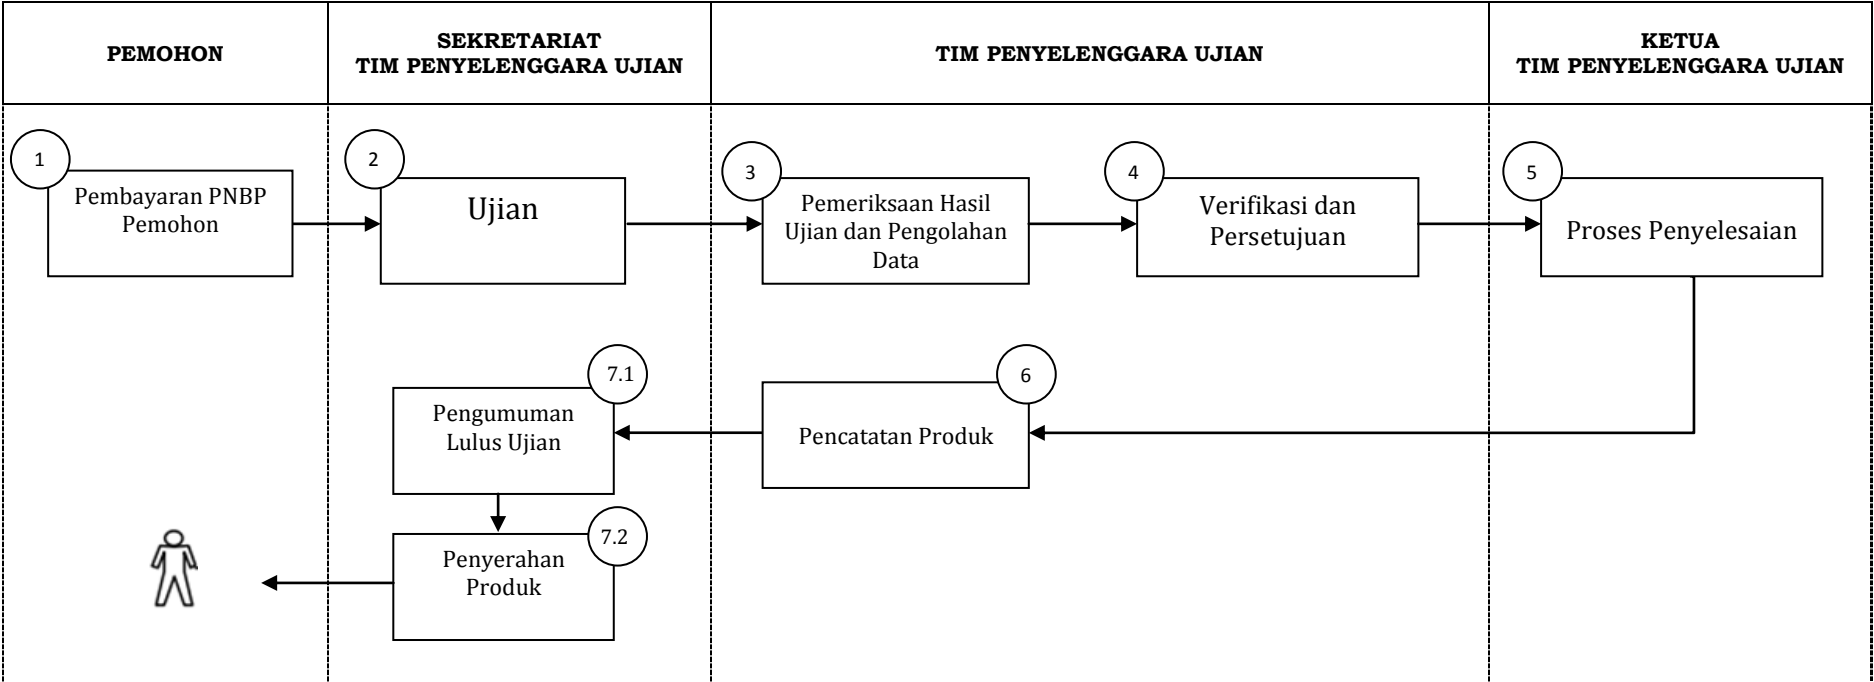 PEMOHON
SEKRETARIAT
TIM PENYELENGGARA UJIAN
TIM PENYELENGGARA UJIAN
KETUA
TIM PENYELENGGARA UJIAN
1
Pembayaran PNBP
Pemohon
2
Ujian
3
Pemeriksaan Hasil
Ujian dan Pengolahan
Data
4
Verifikasi dan
Persetujuan
5
Proses Penyelesaian
6
Pencatatan Produk
7.1
Pengumuman
Lulus Ujian
7.2
Penyerahan
Produk